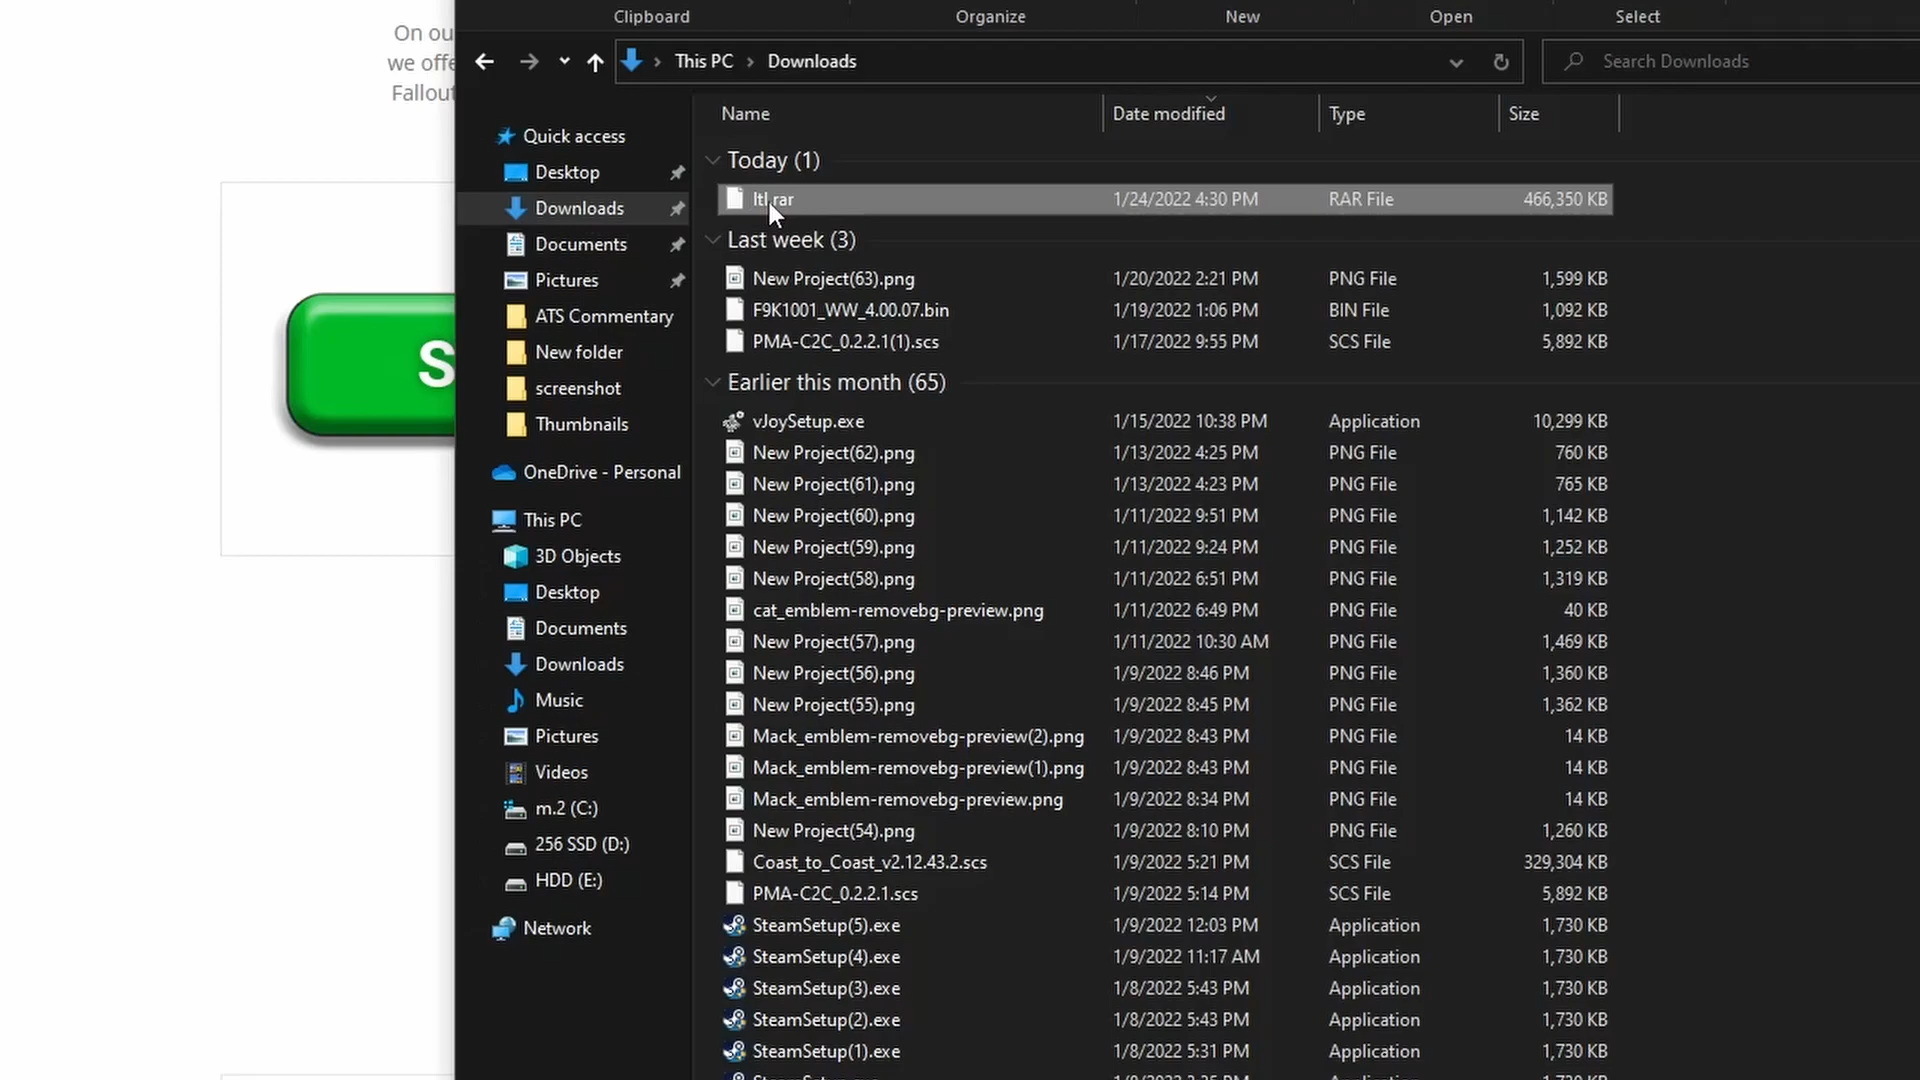 On ou
we offe
Fallout
S
Clipboard Organize New Open Select
This PC Downloads
Search Downloads
Quick access
Desktop
Downloads
Documents
Pictures
ATS Commentary
New folder
screenshot
Thumbnails
OneDrive - Personal
This PC
3D Objects
Desktop
Documents
Downloads
Music
Pictures
Videos
m.2 (C:)
256 SSD (D:)
HDD (E:)
Network
Name Date modified Type Size
Today (1)
1/24/2022 4:30 PM RAR File 466,350 KB
Last week (3)
New Project(63).png 1/20/2022 2:21 PM PNG File 1,599 KB
F9K1001_WW_4.00.07.bin 1/19/2022 1:06 PM BIN File 1,092 KB
PMA-C2C_0.2.2.1(1).scs 1/17/2022 9:55 PM SCS File 5,892 KB
Earlier this month (65)
vJoySetup.exe 1/15/2022 10:38 PM Application 10,299 KB
New Project(62).png 1/13/2022 4:25 PM PNG File 760 KB
New Project(61).png 1/13/2022 4:23 PM PNG File 765 KB
New Project(60).png 1/11/2022 9:51 PM PNG File 1,142 KB
New Project(59).png 1/11/2022 9:24 PM PNG File 1,252 KB
New Project(58).png 1/11/2022 6:51 PM PNG File 1,319 KB
cat_emblem-removebg-preview.png 1/11/2022 6:49 PM PNG File 40 KB
New Project(57).png 1/11/2022 10:30 AM PNG File 1,469 KB
New Project(56).png 1/9/2022 8:46 PM PNG File 1,360 KB
New Project(55).png 1/9/2022 8:45 PM PNG File 1,362 KB
Mack_emblem-removebg-preview(2).png 1/9/2022 8:43 PM PNG File 14 KB
Mack_emblem-removebg-preview(1).png 1/9/2022 8:43 PM PNG File 14 KB
Mack_emblem-removebg-preview.png 1/9/2022 8:34 PM PNG File 14 KB
New Project(54).png 1/9/2022 8:10 PM PNG File 1,260 KB
Coast_to_Coast_v2.12.43.2.scs 1/9/2022 5:21 PM SCS File 329,304 KB
PMA-C2C_0.2.2.1.scs 1/9/2022 5:14 PM SCS File 5,892 KB
SteamSetup(5).exe 1/9/2022 12:03 PM Application 1,730 KB
SteamSetup(4).exe 1/9/2022 11:17 AM Application 1,730 KB
SteamSetup(3).exe 1/8/2022 5:43 PM Application 1,730 KB
SteamSetup(2).exe 1/8/2022 5:43 PM Application 1,730 KB
SteamSetup(1).exe 1/8/2022 5:31 PM Application 1,730 KB